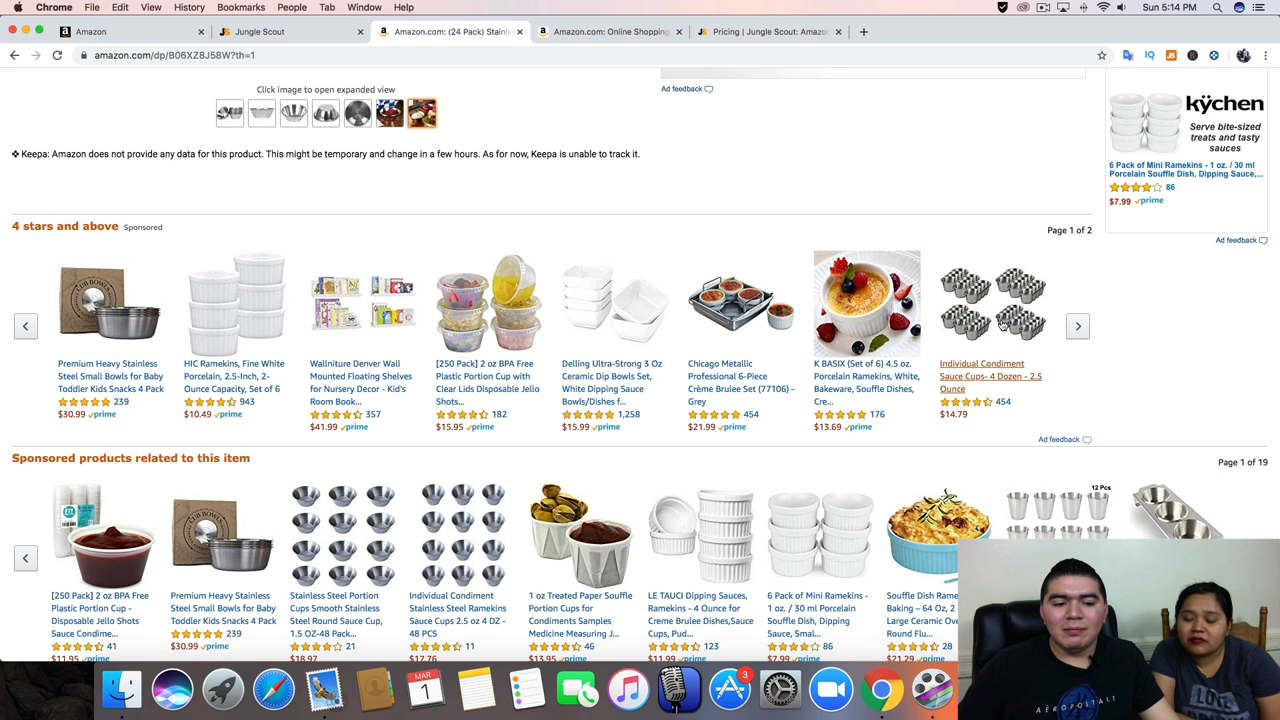 Chrome File Edit View History Bookmarks People Tab Window Help
Sun 5:14 PM
Amazon
Jungle Scout
Amazon.com: (24 Pack) Stainl
Amazon.com: Online Shopping
Pricing | Jungle Scout: Amazo
amazon.com/dp/B06XZ8J58W?th=1
Click image to open expanded view
Ad feedback
❖ Keepa: Amazon does not provide any data for this product. This might be temporary and change in a few hours. As for now, Keepa is unable to track it.
kÿchen
Serve bite-sized
treats and tasty
sauces
6 Pack of Mini Ramekins - 1 oz. / 30 ml
Porcelain Souffle Dish, Dipping Sauce,...
86
$7.99 prime
Ad feedback
4 stars and above Sponsored
Page 1 of 2
Premium Heavy Stainless
Steel Small Bowls for Baby
Toddler Kids Snacks 4 Pack
239
$30.99 prime
HIC Ramekins, Fine White
Porcelain, 2.5-Inch, 2-
Ounce Capacity, Set of 6
943
$10.49 prime
Wallniture Denver Wall
Mounted Floating Shelves
for Nursery Decor - Kid's
Room Book...
357
$41.99 prime
[250 Pack] 2 oz BPA Free
Plastic Portion Cup with
Clear Lids Disposable Jello
Shots...
182
$15.95 prime
Delling Ultra-Strong 3 Oz
Ceramic Dip Bowls Set,
White Dipping Sauce
Bowls/Dishes f...
1,258
$15.99 prime
Chicago Metallic
Professional 6-Piece
Crème Brulee Set (77106) -
Grey
454
$21.99 prime
K BASIX (Set of 6) 4.5 oz.
Porcelain Ramekins, White,
Bakeware, Souffle Dishes,
Cre...
176
$13.69 prime
Individual Condiment
Sauce Cups- 4 Dozen - 2.5
Ounce
454
$14.79
Ad feedback
Sponsored products related to this item
Page 1 of 19
[250 Pack] 2 oz BPA Free
Plastic Portion Cup -
Disposable Jello Shots
Sauce Condime...
41
$11.95 prime
Premium Heavy Stainless
Steel Small Bowls for Baby
Toddler Kids Snacks 4 Pack
239
$30.99 prime
Stainless Steel Portion
Cups Smooth Stainless
Steel Round Sauce Cup,
1.5 OZ-48 Pack...
21
$18.97
Individual Condiment
Stainless Steel Ramekins
Sauce Cups 2.5 oz 4 DZ -
48 PCS
11
$17.76
1 oz Treated Paper Souffle
Portion Cups for
Condiments Samples
Medicine Measuring J...
46
$13.95 prime
LE TAUCI Dipping Sauces,
Ramekins - 4 Ounce for
Creme Brulee Dishes,Sauce
Cups, Pud...
123
$11.99 prime
6 Pack of Mini Ramekins -
1 oz. / 30 ml Porcelain
Souffle Dish, Dipping
Sauce, Smal...
86
$7.99 prime
Souffle Dish Rame
Baking – 64 Oz, 2
Large Ceramic Ov
Round Flu...
28
$21.29
12 Pcs
MAR
1
3
AÉROPOSTALE